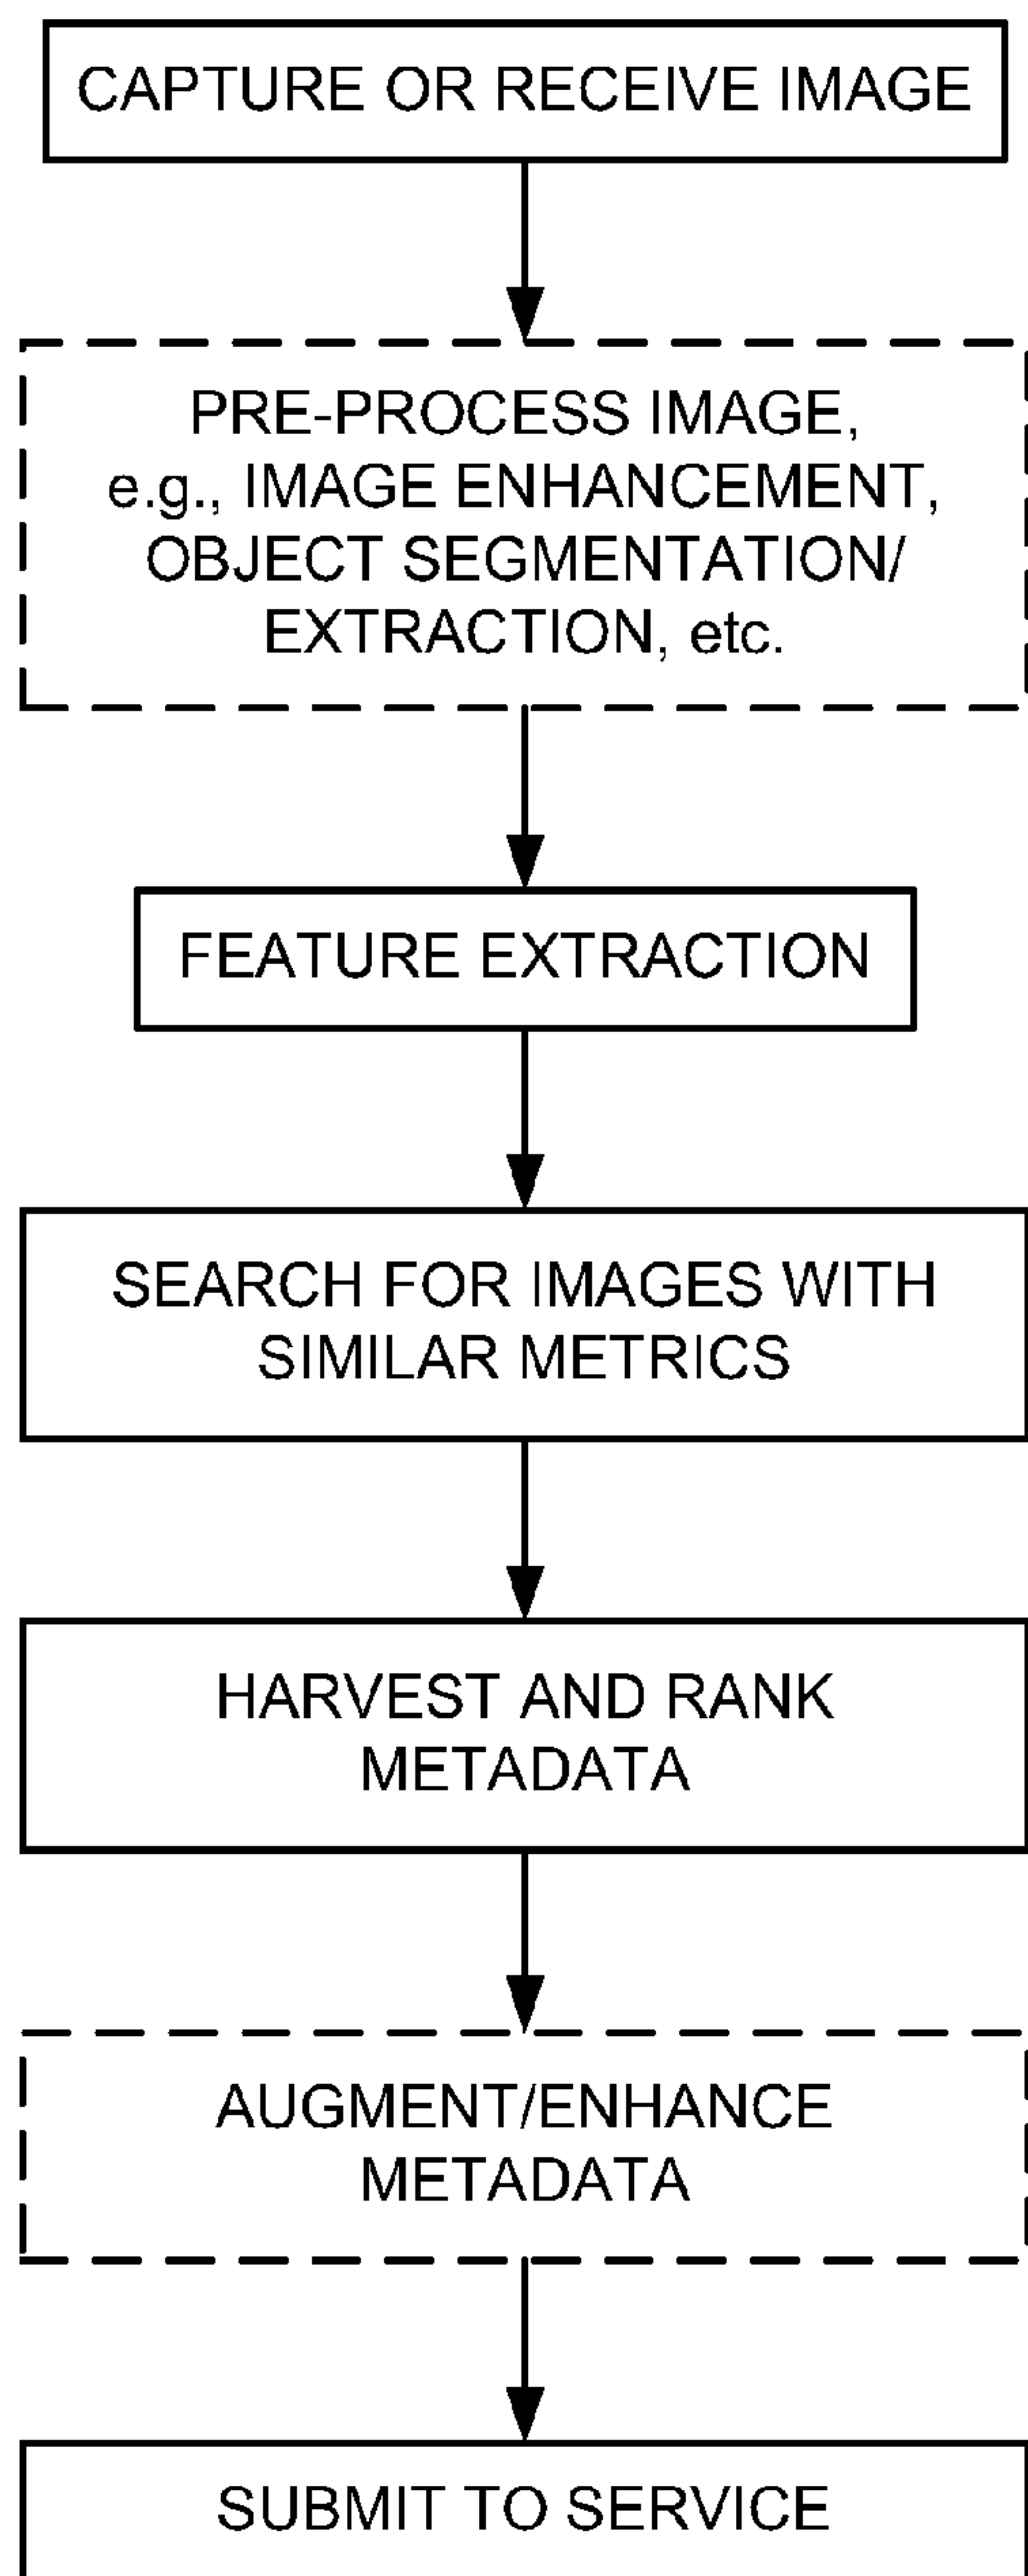 CAPTURE OR RECEIVE IMAGE
PRE-PROCESS IMAGE,
e.g., IMAGE ENHANCEMENT,
OBJECT SEGMENTATION/
EXTRACTION, etc.
FEATURE EXTRACTION
SEARCH FOR IMAGES WITH
SIMILAR METRICS
HARVEST AND RANK
METADATA
AUGMENT/ENHANCE
METADATA
SUBMIT TO SERVICE